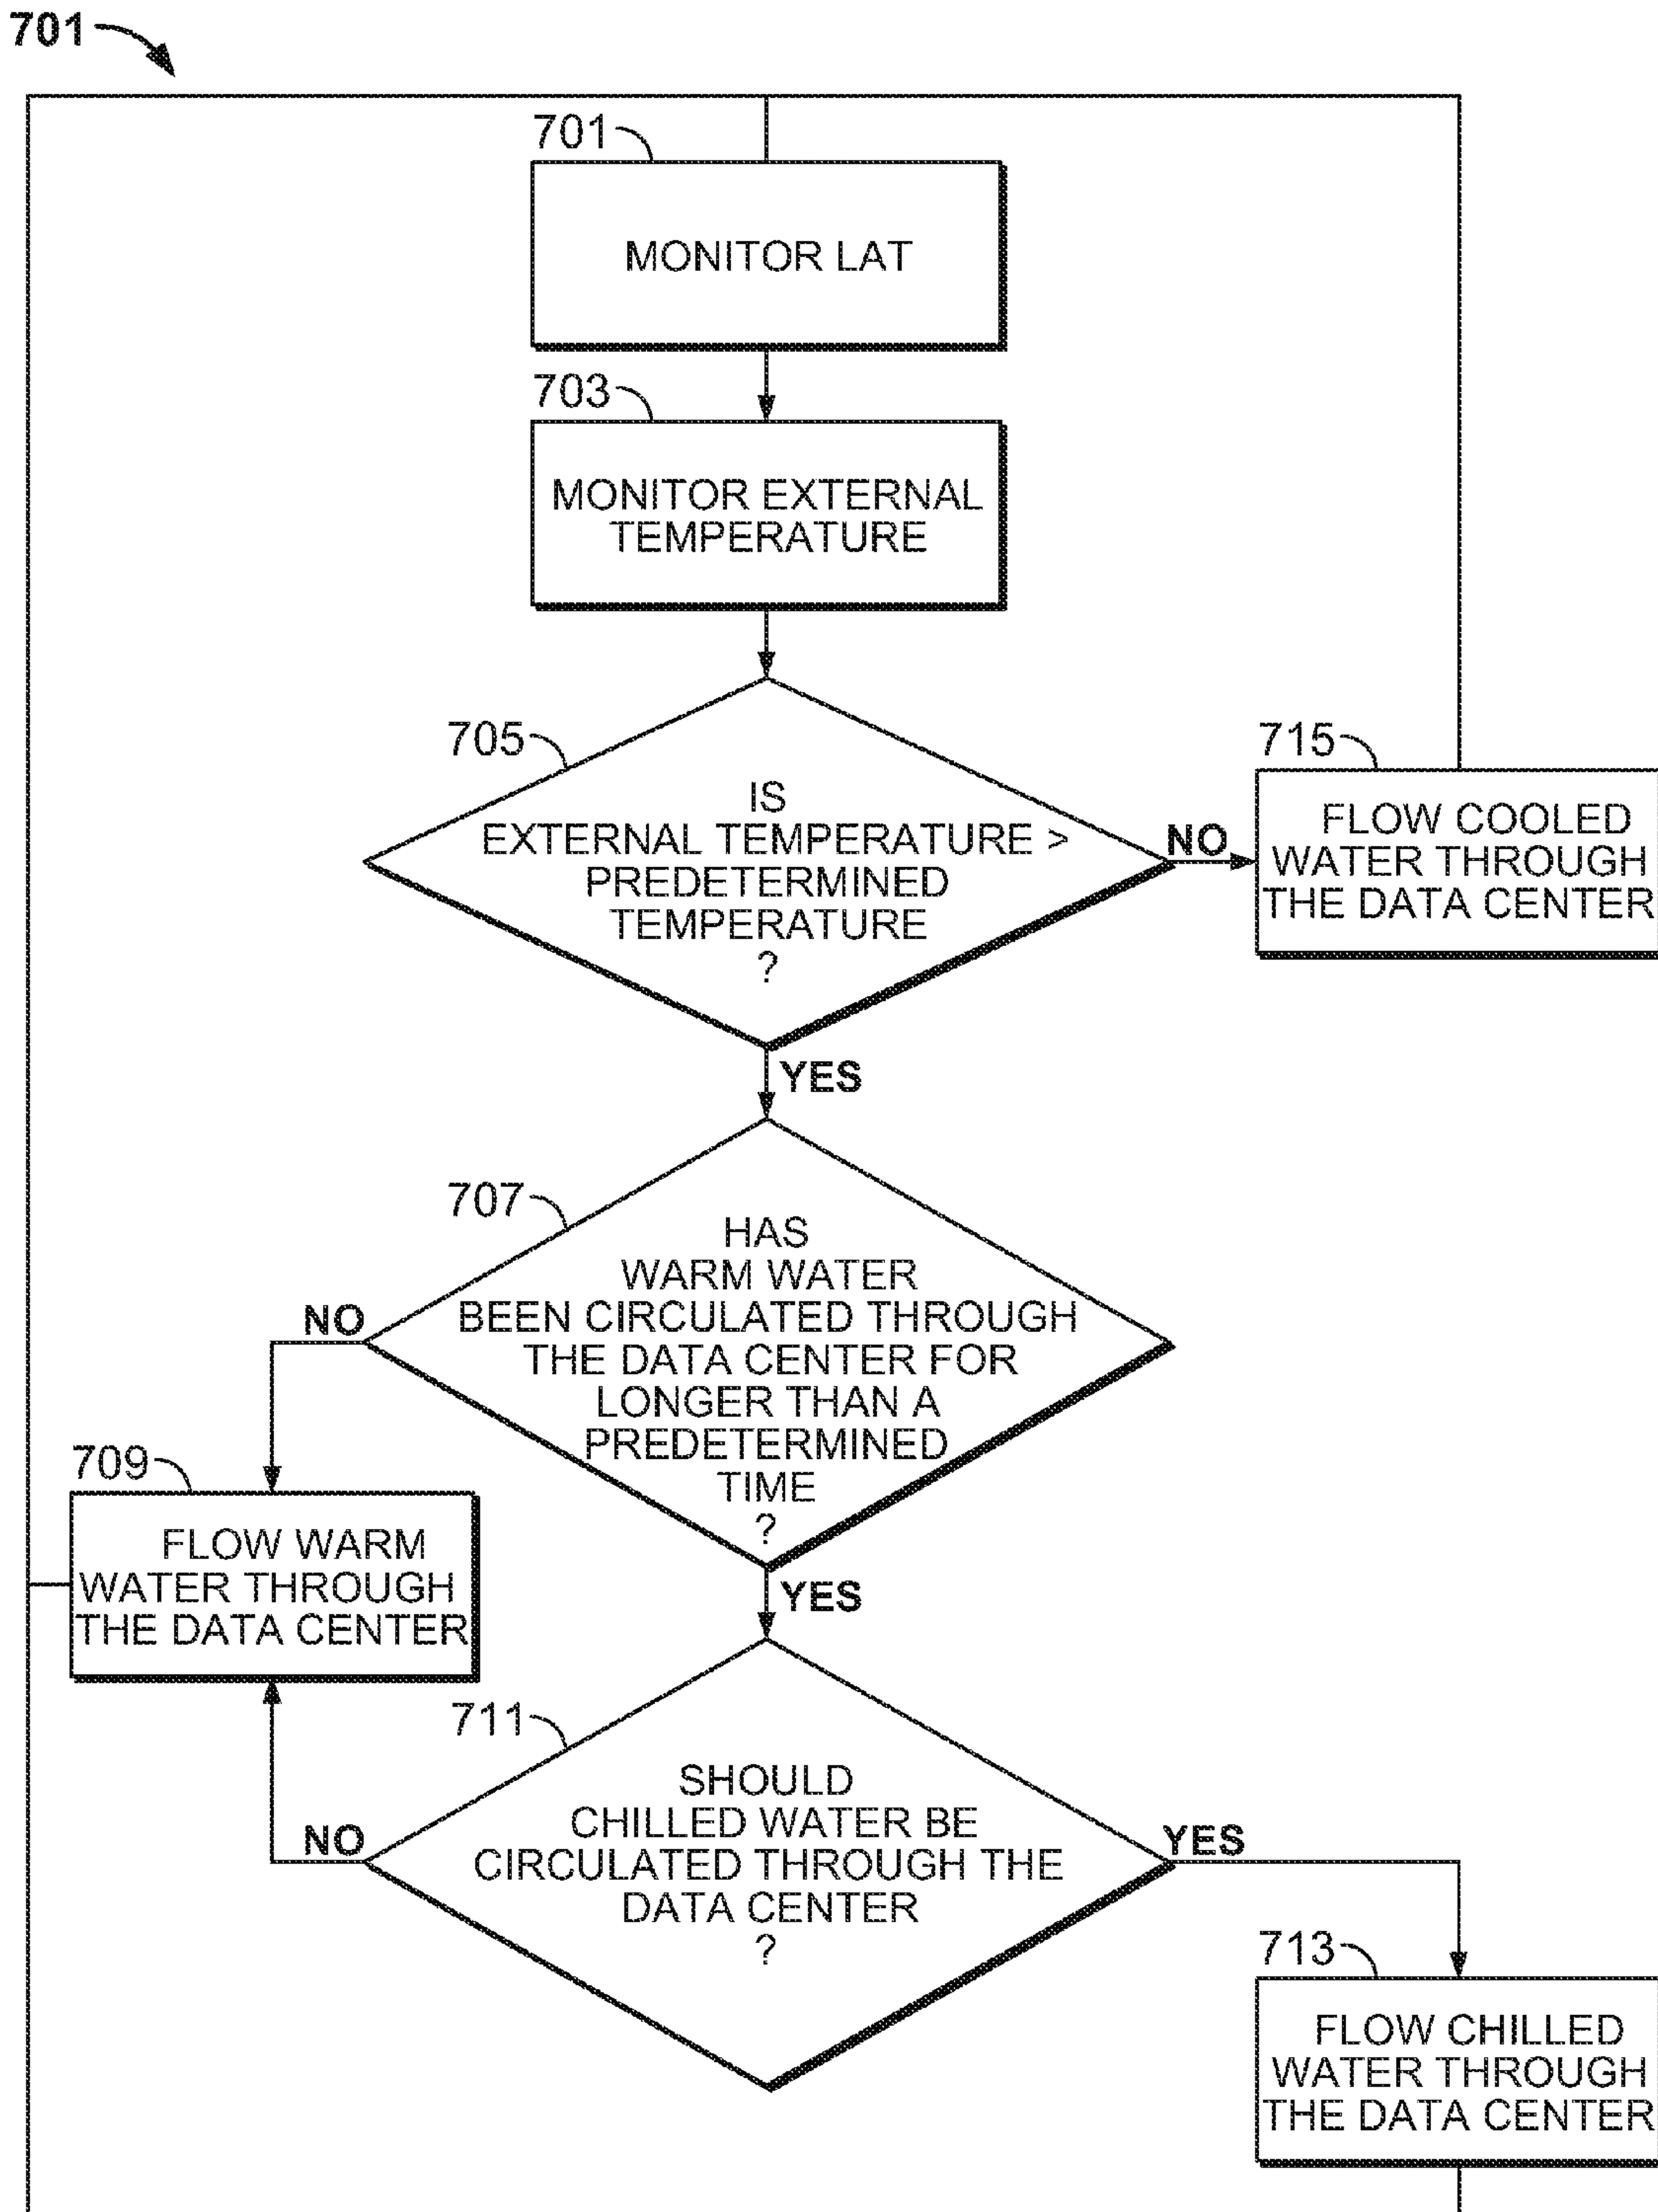 701
701
MONITOR LAT
703
MONITOR EXTERNAL
TEMPERATURE
705
IS
EXTERNAL TEMPERATURE >
PREDETERMINED
TEMPERATURE
?
NO
715
FLOW COOLED
WATER THROUGH
THE DATA CENTER
YES
707
HAS
WARM WATER
BEEN CIRCULATED THROUGH
THE DATA CENTER FOR
LONGER THAN A
PREDETERMINED
TIME
?
NO
709
FLOW WARM
WATER THROUGH
THE DATA CENTER
YES
711
SHOULD
CHILLED WATER BE
CIRCULATED THROUGH THE
DATA CENTER
?
NO
YES
713
FLOW CHILLED
WATER THROUGH
THE DATA CENTER